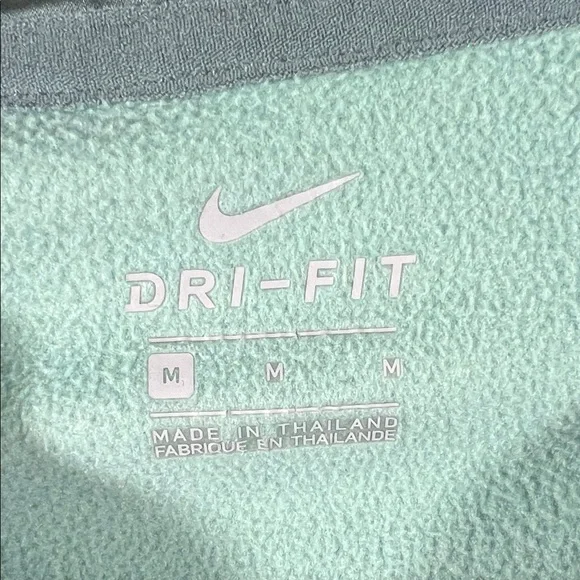 DRI-FIT
M M M
MADE IN THAILAND
FABRIQUE EN THAILANDE